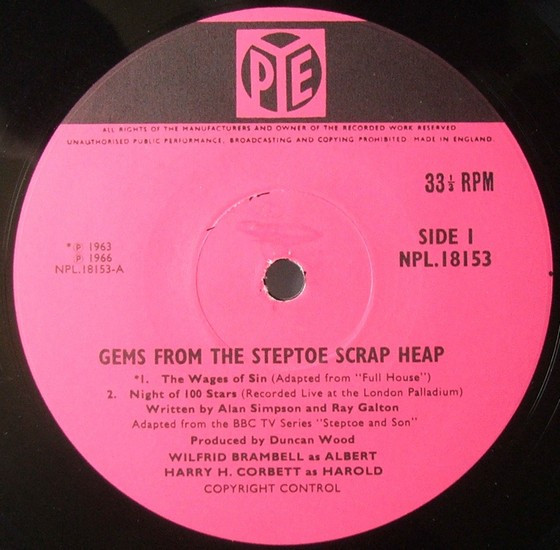 PYE
ALL RIGHTS OF THE MANUFACTURERS AND OWNER OF THE RECORDED WORK RESERVED
UNAUTHORISED PUBLIC PERFORMANCE, BROADCASTING AND COPYING PROHIBITED. MADE IN ENGLAND.
33⅓ RPM
* ℗ 1963
℗ 1966
NPL.18153-A
SIDE 1
NPL.18153
GEMS FROM THE STEPTOE SCRAP HEAP
*1. The Wages of Sin (Adapted from "Full House")
2. Night of 100 Stars (Recorded Live at the London Palladium)
Written by Alan Simpson and Ray Galton
Adapted from the BBC TV Series "Steptoe and Son"
Produced by Duncan Wood
WILFRID BRAMBELL as ALBERT
HARRY H. CORBETT as HAROLD
COPYRIGHT CONTROL